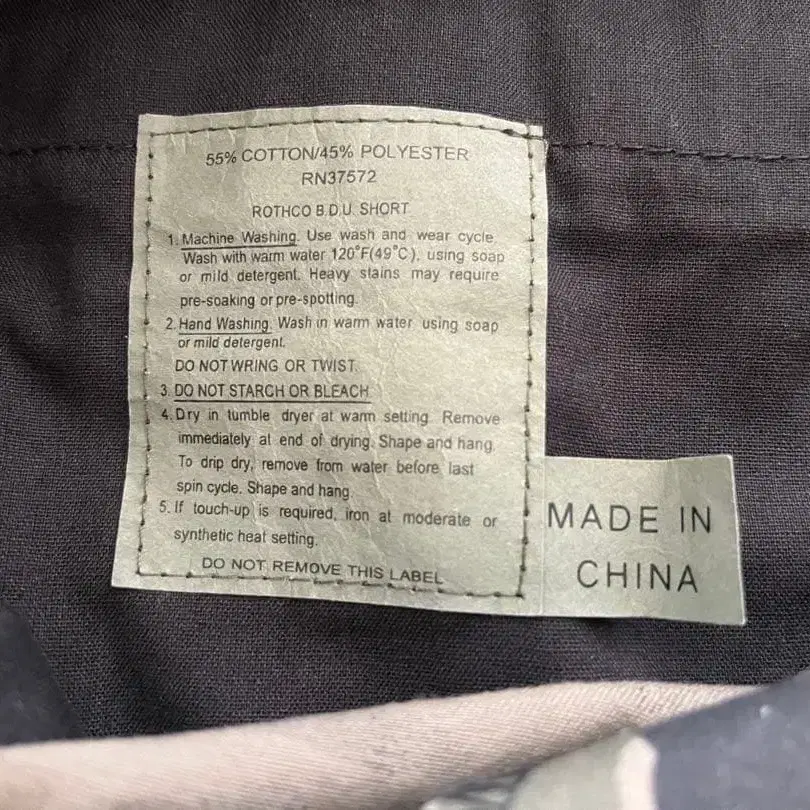 55% COTTON/45% POLYESTER
RN37572
ROTHCO B.D.U. SHORT
1. Machine Washing. Use wash and wear cycle
Wash with warm water 120°F(49°C), using soap
or mild detergent. Heavy stains may require
pre-soaking or pre-spotting.
2. Hand Washing. Wash in warm water using soap
or mild detergent.
DO NOT WRING OR TWIST.
3. DO NOT STARCH OR BLEACH
4. Dry in tumble dryer at warm setting. Remove
immediately at end of drying. Shape and hang.
To drip dry, remove from water before last
spin cycle. Shape and hang.
5. If touch-up is required, iron at moderate or
synthetic heat setting.
DO NOT REMOVE THIS LABEL
MADE IN
CHINA